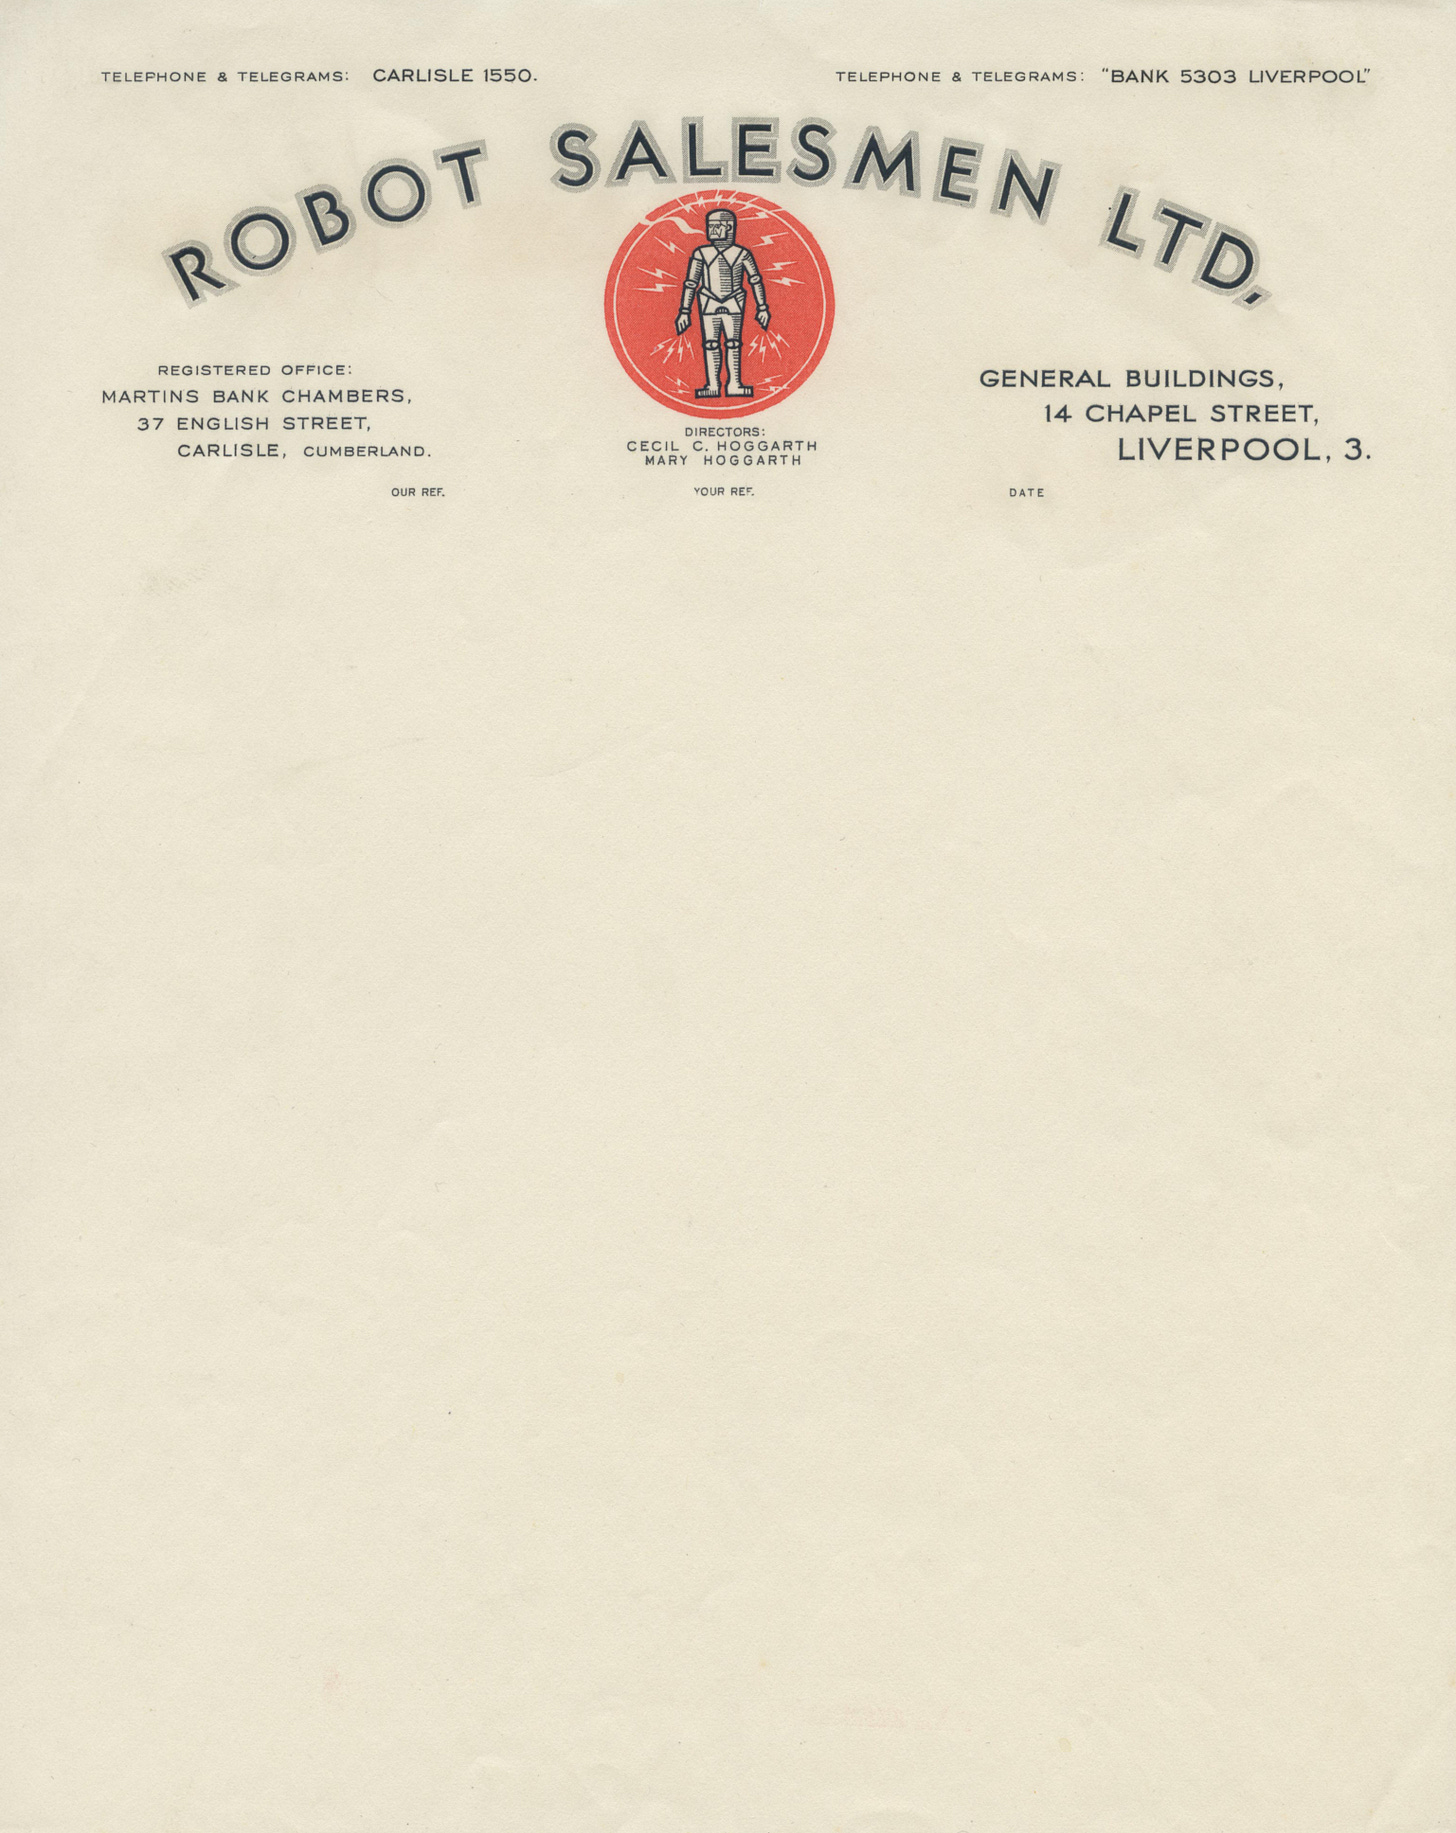 TELEPHONE & TELEGRAMS: CARLISLE 1550.
TELEPHONE & TELEGRAMS: "BANK 5303 LIVERPOOL"
ROBOT SALESMEN LTD,
REGISTERED OFFICE:
MARTINS BANK CHAMBERS,
37 ENGLISH STREET,
CARLISLE, CUMBERLAND.
DIRECTORS:
CECIL C. HOGGARTH
MARY HOGGARTH
GENERAL BUILDINGS,
14 CHAPEL STREET,
LIVERPOOL, 3.
OUR REF.
YOUR REF.
DATE